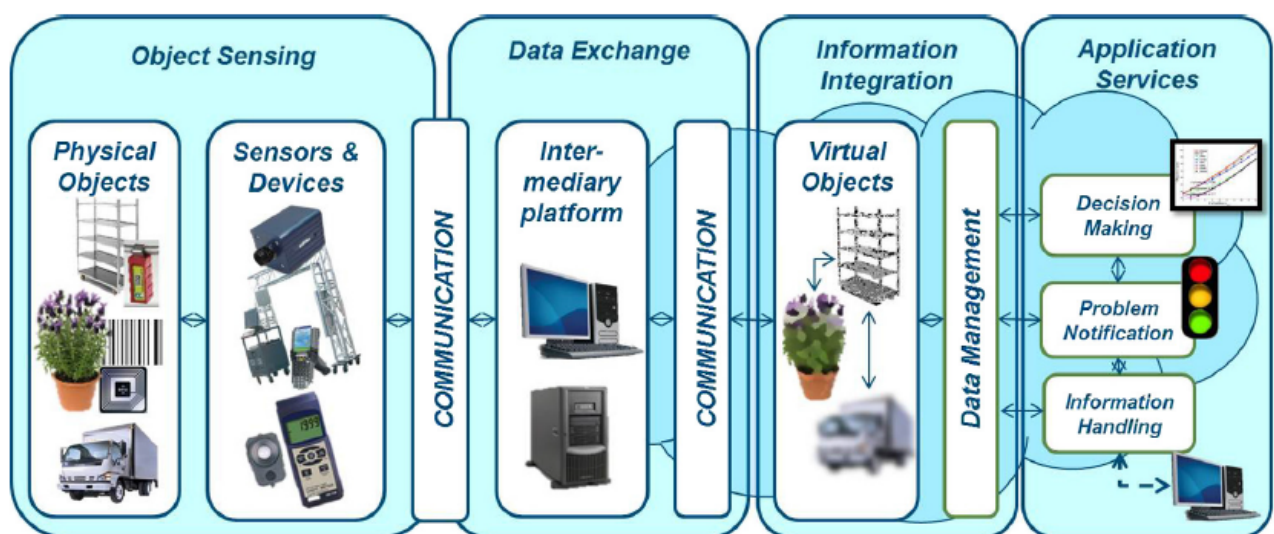 Object Sensing
Data Exchange
Information
Integration
Application
Services
Physical
Objects
Sensors &
Devices
COMMUNICATION
Inter-
mediary
platform
COMMUNICATION
Virtual
Objects
Data Management
Decision
Making
Problem
Notification
Information
Handling
1999